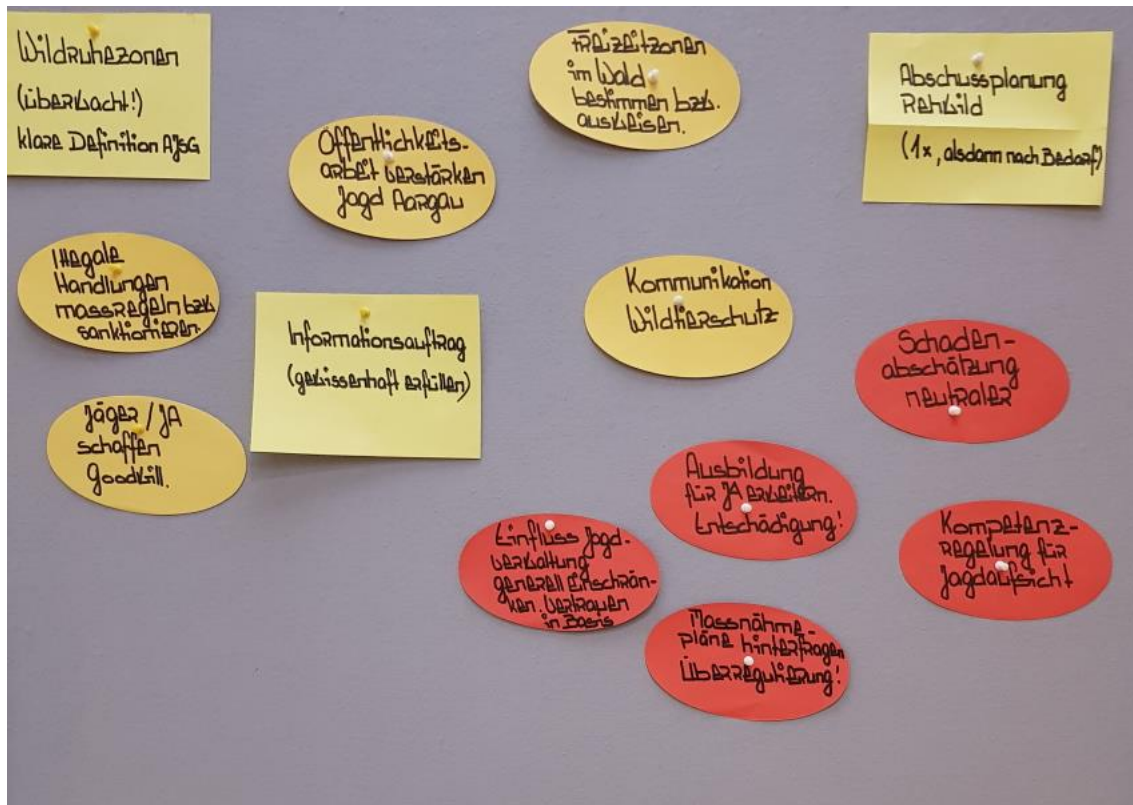 Wildruhezonen
(überwacht!)
klare Definition AJSG
Öffentlichkeits-
arbeit verstärken
Jagd Aargau
Freizeitzonen
im Wald
bestimmen bzw.
ausweisen.
Abschussplanung
Rehwild
(1x, alsdann nach Bedarf)
Illegale
Handlungen
massregeln bzw.
sanktionieren.
Informationsauftrag
(gewissenhaft erfüllen)
Kommunikation
Wildtierschutz
Schaden-
abschätzung
neutraler
Jäger / JA
schaffen
Goodwill.
Ausbildung
für JA erweitern.
Entschädigung!
Einfluss Jagd-
verwaltung
generell einschrän-
ken. Vertrauen
in Basis
Kompetenz-
regelung für
Jagdaufsicht
Massnahme-
pläne hinterfragen
Überregulierung!